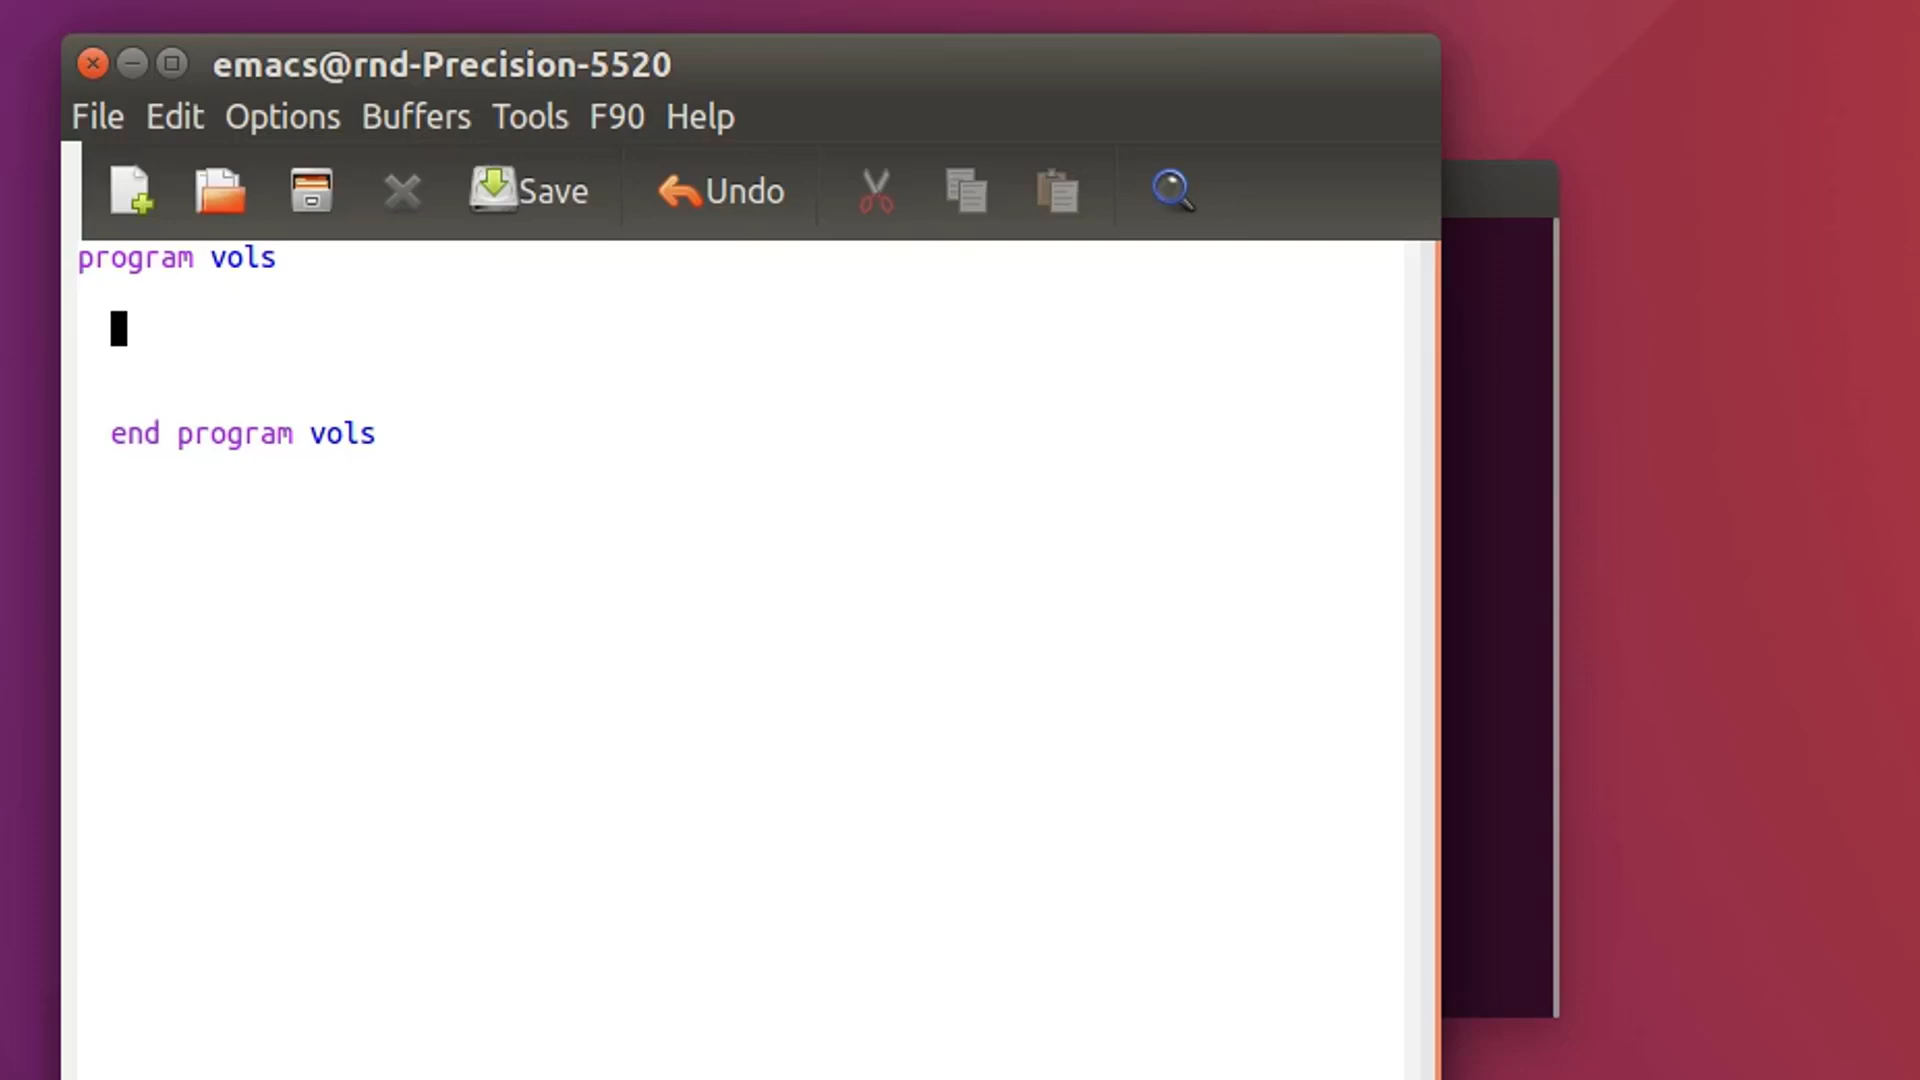 emacs@rnd-Precision-5520
File Edit Options Buffers Tools F90 Help
Save Undo
program vols
end program vols